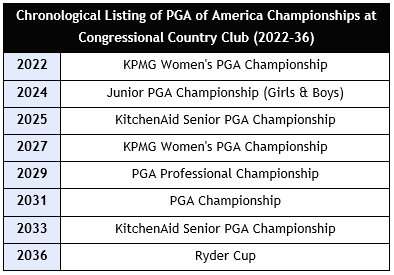 Chronological Listing of PGA of America Championships at
Congressional Country Club (2022-36)
2022 KPMG Women's PGA Championship
2024 Junior PGA Championship (Girls & Boys)
2025 KitchenAid Senior PGA Championship
2027 KPMG Women's PGA Championship
2029 PGA Professional Championship
2031 PGA Championship
2033 KitchenAid Senior PGA Championship
2036 Ryder Cup